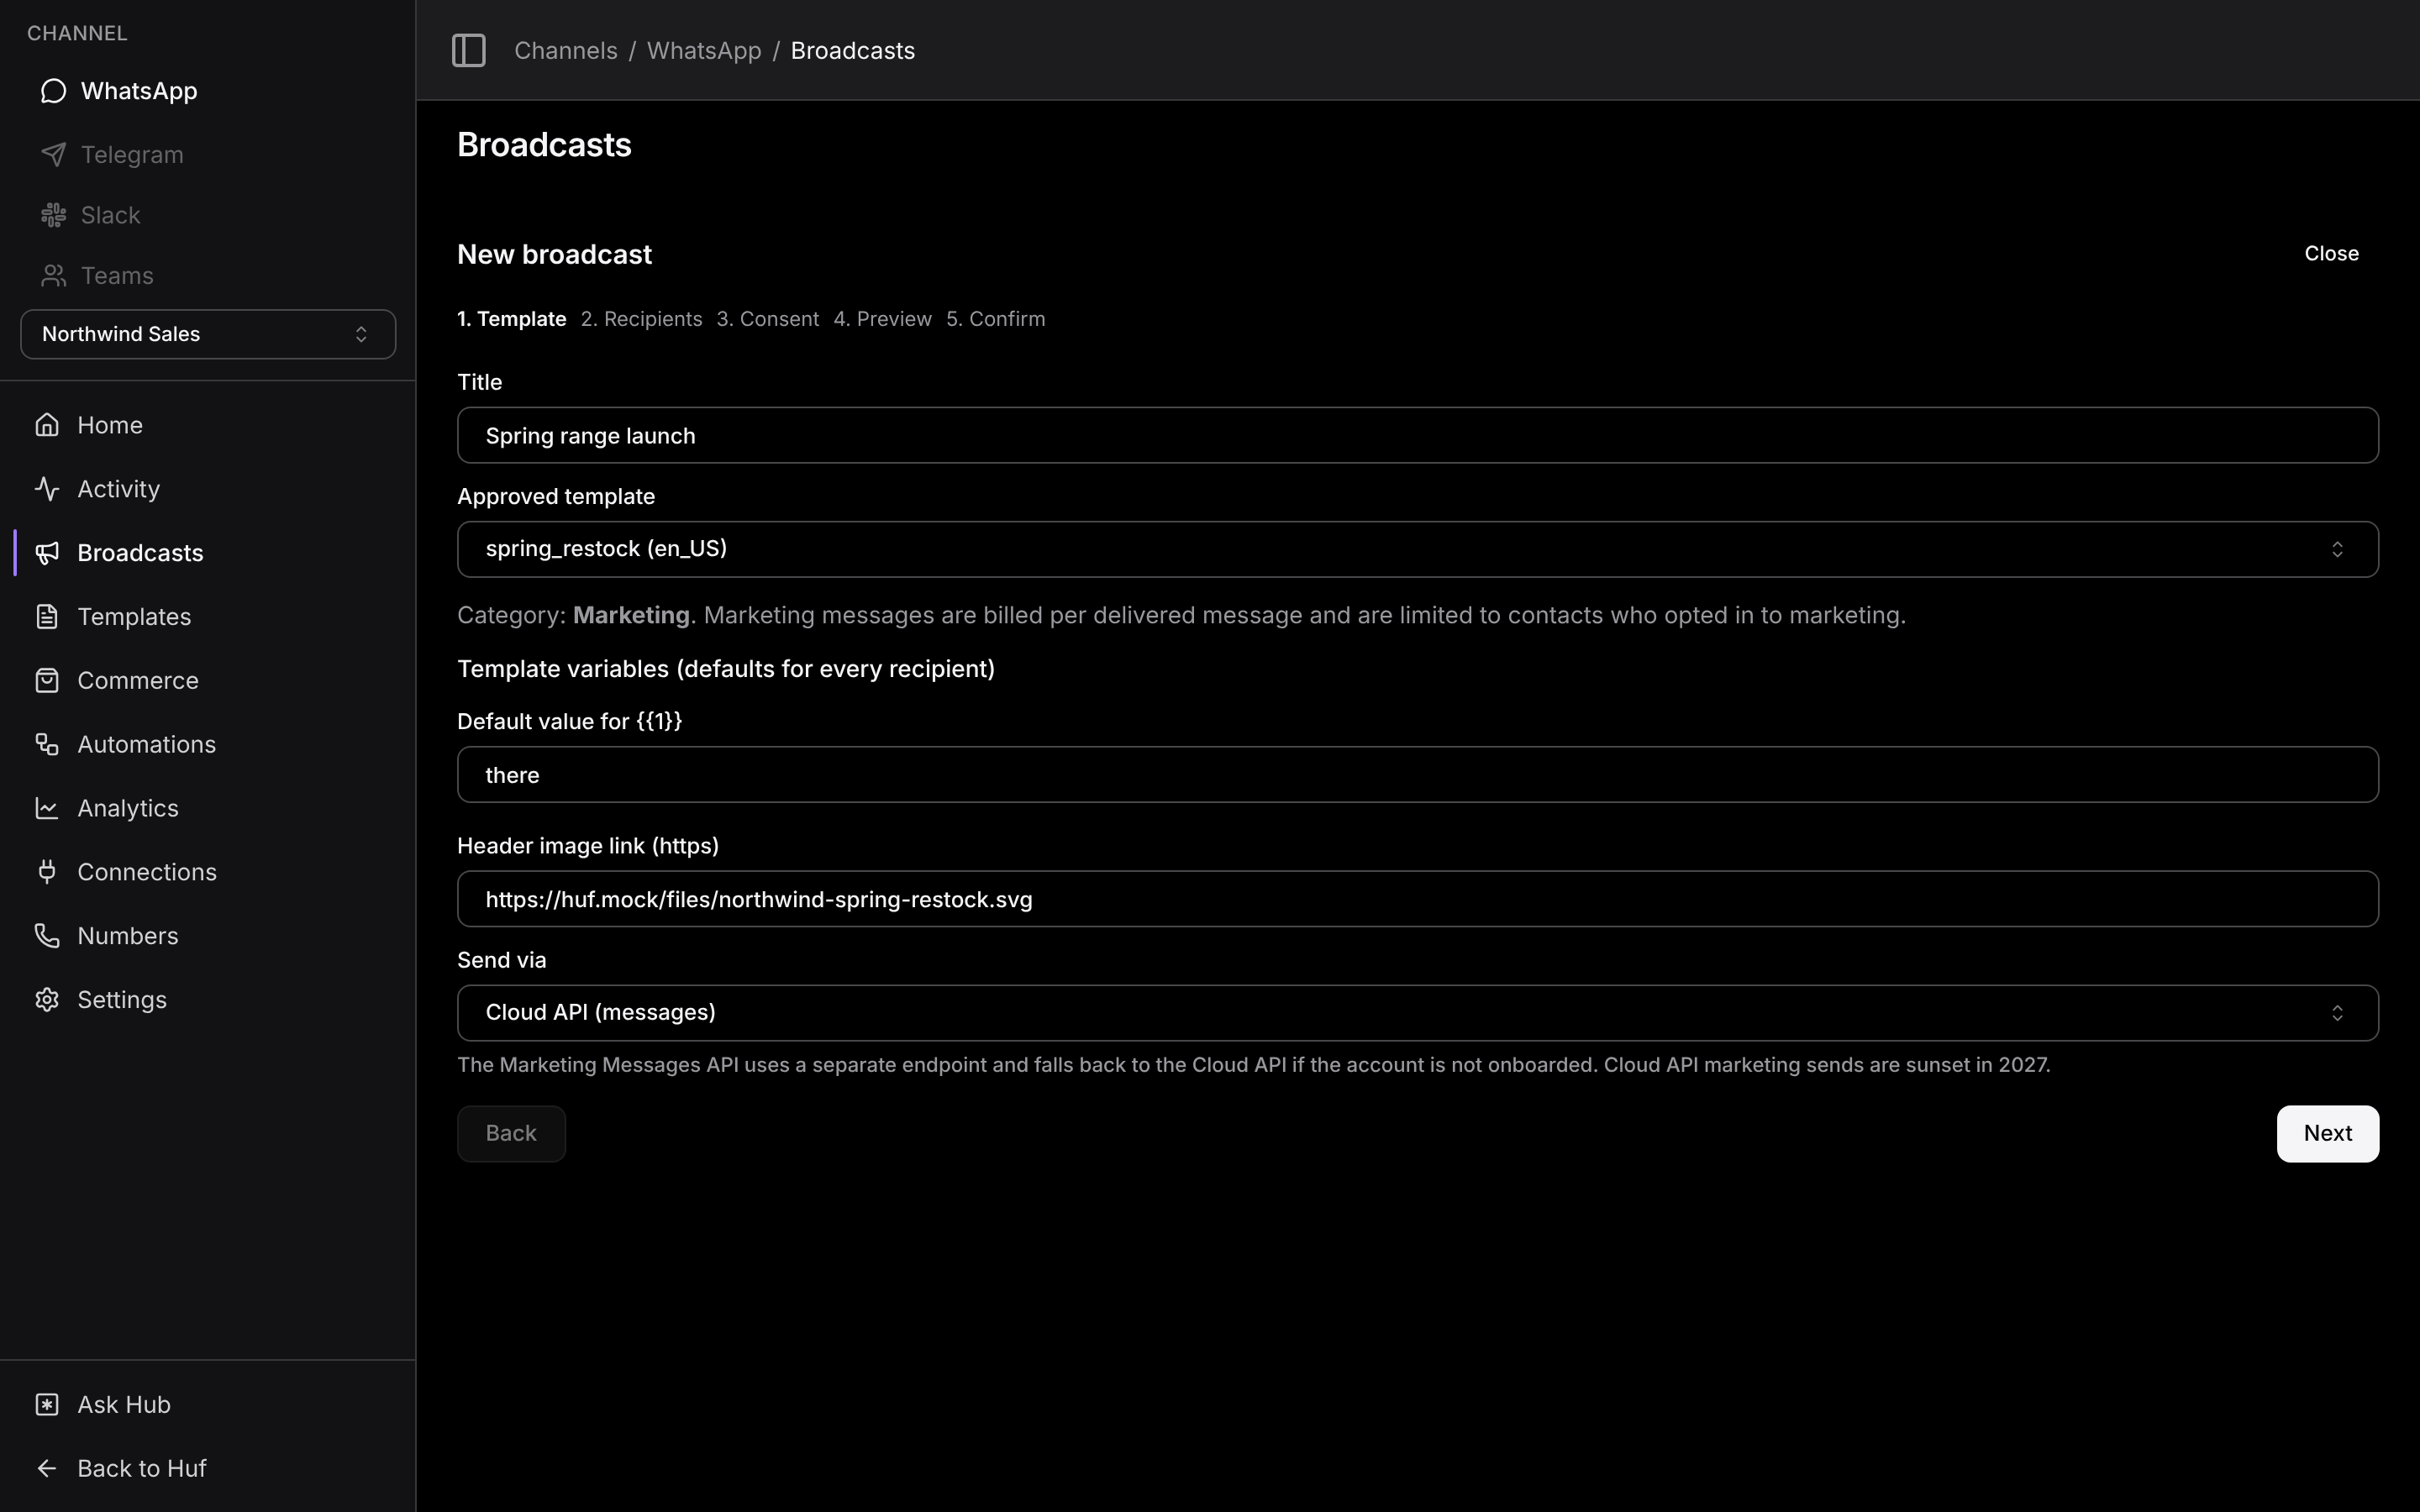 CHANNEL
WhatsApp
Telegram
Slack
Teams
Northwind Sales
Home
Activity
Broadcasts
Templates
Commerce
Automations
Analytics
Connections
Numbers
Settings
Ask Hub
Back to Huf
Channels / WhatsApp / Broadcasts
Broadcasts
New broadcast
Close
1. Template 2. Recipients 3. Consent 4. Preview 5. Confirm
Title
Spring range launch
Approved template
spring_restock (en_US)
Category: Marketing. Marketing messages are billed per delivered message and are limited to contacts who opted in to marketing.
Template variables (defaults for every recipient)
Default value for {{1}}
there
Header image link (https)
https://huf.mock/files/northwind-spring-restock.svg
Send via
Cloud API (messages)
The Marketing Messages API uses a separate endpoint and falls back to the Cloud API if the account is not onboarded. Cloud API marketing sends are sunset in 2027.
Back
Next